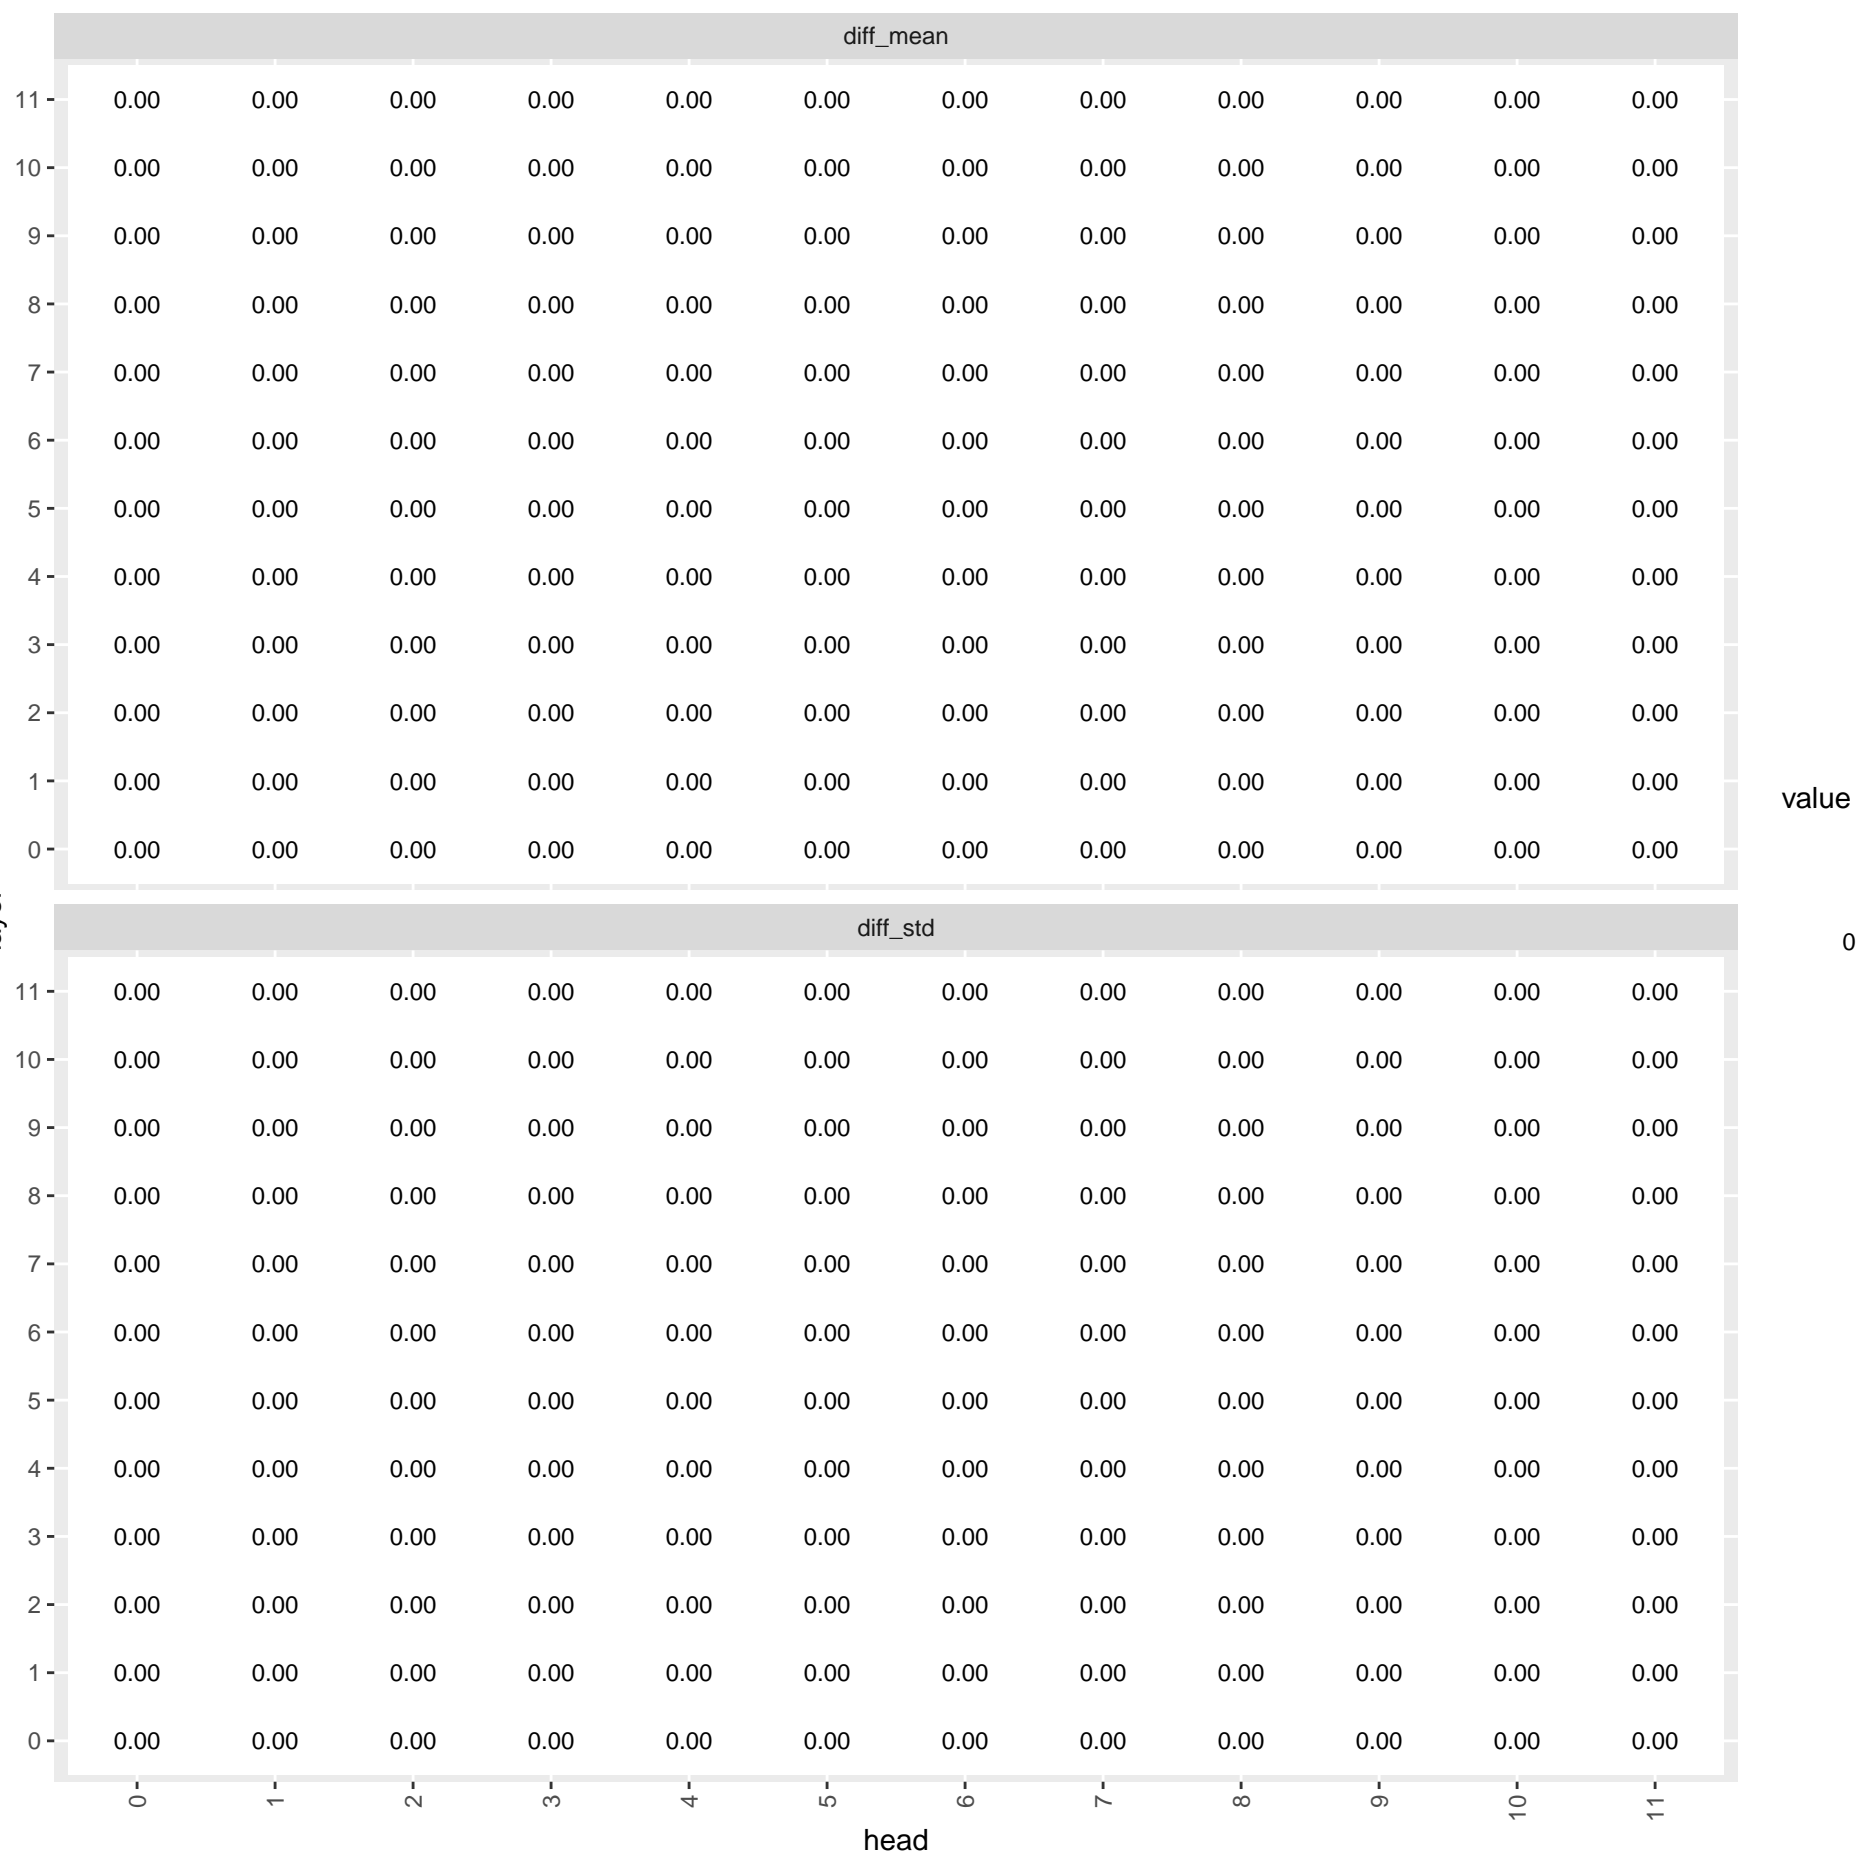 diff_mean
11 0.00 0.00 0.00 0.00 0.00 0.00 0.00 0.00 0.00 0.00 0.00 0.00
10 0.00 0.00 0.00 0.00 0.00 0.00 0.00 0.00 0.00 0.00 0.00 0.00
9 0.00 0.00 0.00 0.00 0.00 0.00 0.00 0.00 0.00 0.00 0.00 0.00
8 0.00 0.00 0.00 0.00 0.00 0.00 0.00 0.00 0.00 0.00 0.00 0.00
7 0.00 0.00 0.00 0.00 0.00 0.00 0.00 0.00 0.00 0.00 0.00 0.00
6 0.00 0.00 0.00 0.00 0.00 0.00 0.00 0.00 0.00 0.00 0.00 0.00
5 0.00 0.00 0.00 0.00 0.00 0.00 0.00 0.00 0.00 0.00 0.00 0.00
4 0.00 0.00 0.00 0.00 0.00 0.00 0.00 0.00 0.00 0.00 0.00 0.00
3 0.00 0.00 0.00 0.00 0.00 0.00 0.00 0.00 0.00 0.00 0.00 0.00
2 0.00 0.00 0.00 0.00 0.00 0.00 0.00 0.00 0.00 0.00 0.00 0.00
1 0.00 0.00 0.00 0.00 0.00 0.00 0.00 0.00 0.00 0.00 0.00 0.00
0 0.00 0.00 0.00 0.00 0.00 0.00 0.00 0.00 0.00 0.00 0.00 0.00
diff_std
11 0.00 0.00 0.00 0.00 0.00 0.00 0.00 0.00 0.00 0.00 0.00 0.00
10 0.00 0.00 0.00 0.00 0.00 0.00 0.00 0.00 0.00 0.00 0.00 0.00
9 0.00 0.00 0.00 0.00 0.00 0.00 0.00 0.00 0.00 0.00 0.00 0.00
8 0.00 0.00 0.00 0.00 0.00 0.00 0.00 0.00 0.00 0.00 0.00 0.00
7 0.00 0.00 0.00 0.00 0.00 0.00 0.00 0.00 0.00 0.00 0.00 0.00
6 0.00 0.00 0.00 0.00 0.00 0.00 0.00 0.00 0.00 0.00 0.00 0.00
5 0.00 0.00 0.00 0.00 0.00 0.00 0.00 0.00 0.00 0.00 0.00 0.00
4 0.00 0.00 0.00 0.00 0.00 0.00 0.00 0.00 0.00 0.00 0.00 0.00
3 0.00 0.00 0.00 0.00 0.00 0.00 0.00 0.00 0.00 0.00 0.00 0.00
2 0.00 0.00 0.00 0.00 0.00 0.00 0.00 0.00 0.00 0.00 0.00 0.00
1 0.00 0.00 0.00 0.00 0.00 0.00 0.00 0.00 0.00 0.00 0.00 0.00
0 0.00 0.00 0.00 0.00 0.00 0.00 0.00 0.00 0.00 0.00 0.00 0.00
0 1 2 3 4 5 6 7 8 9 10 11
head
value
0